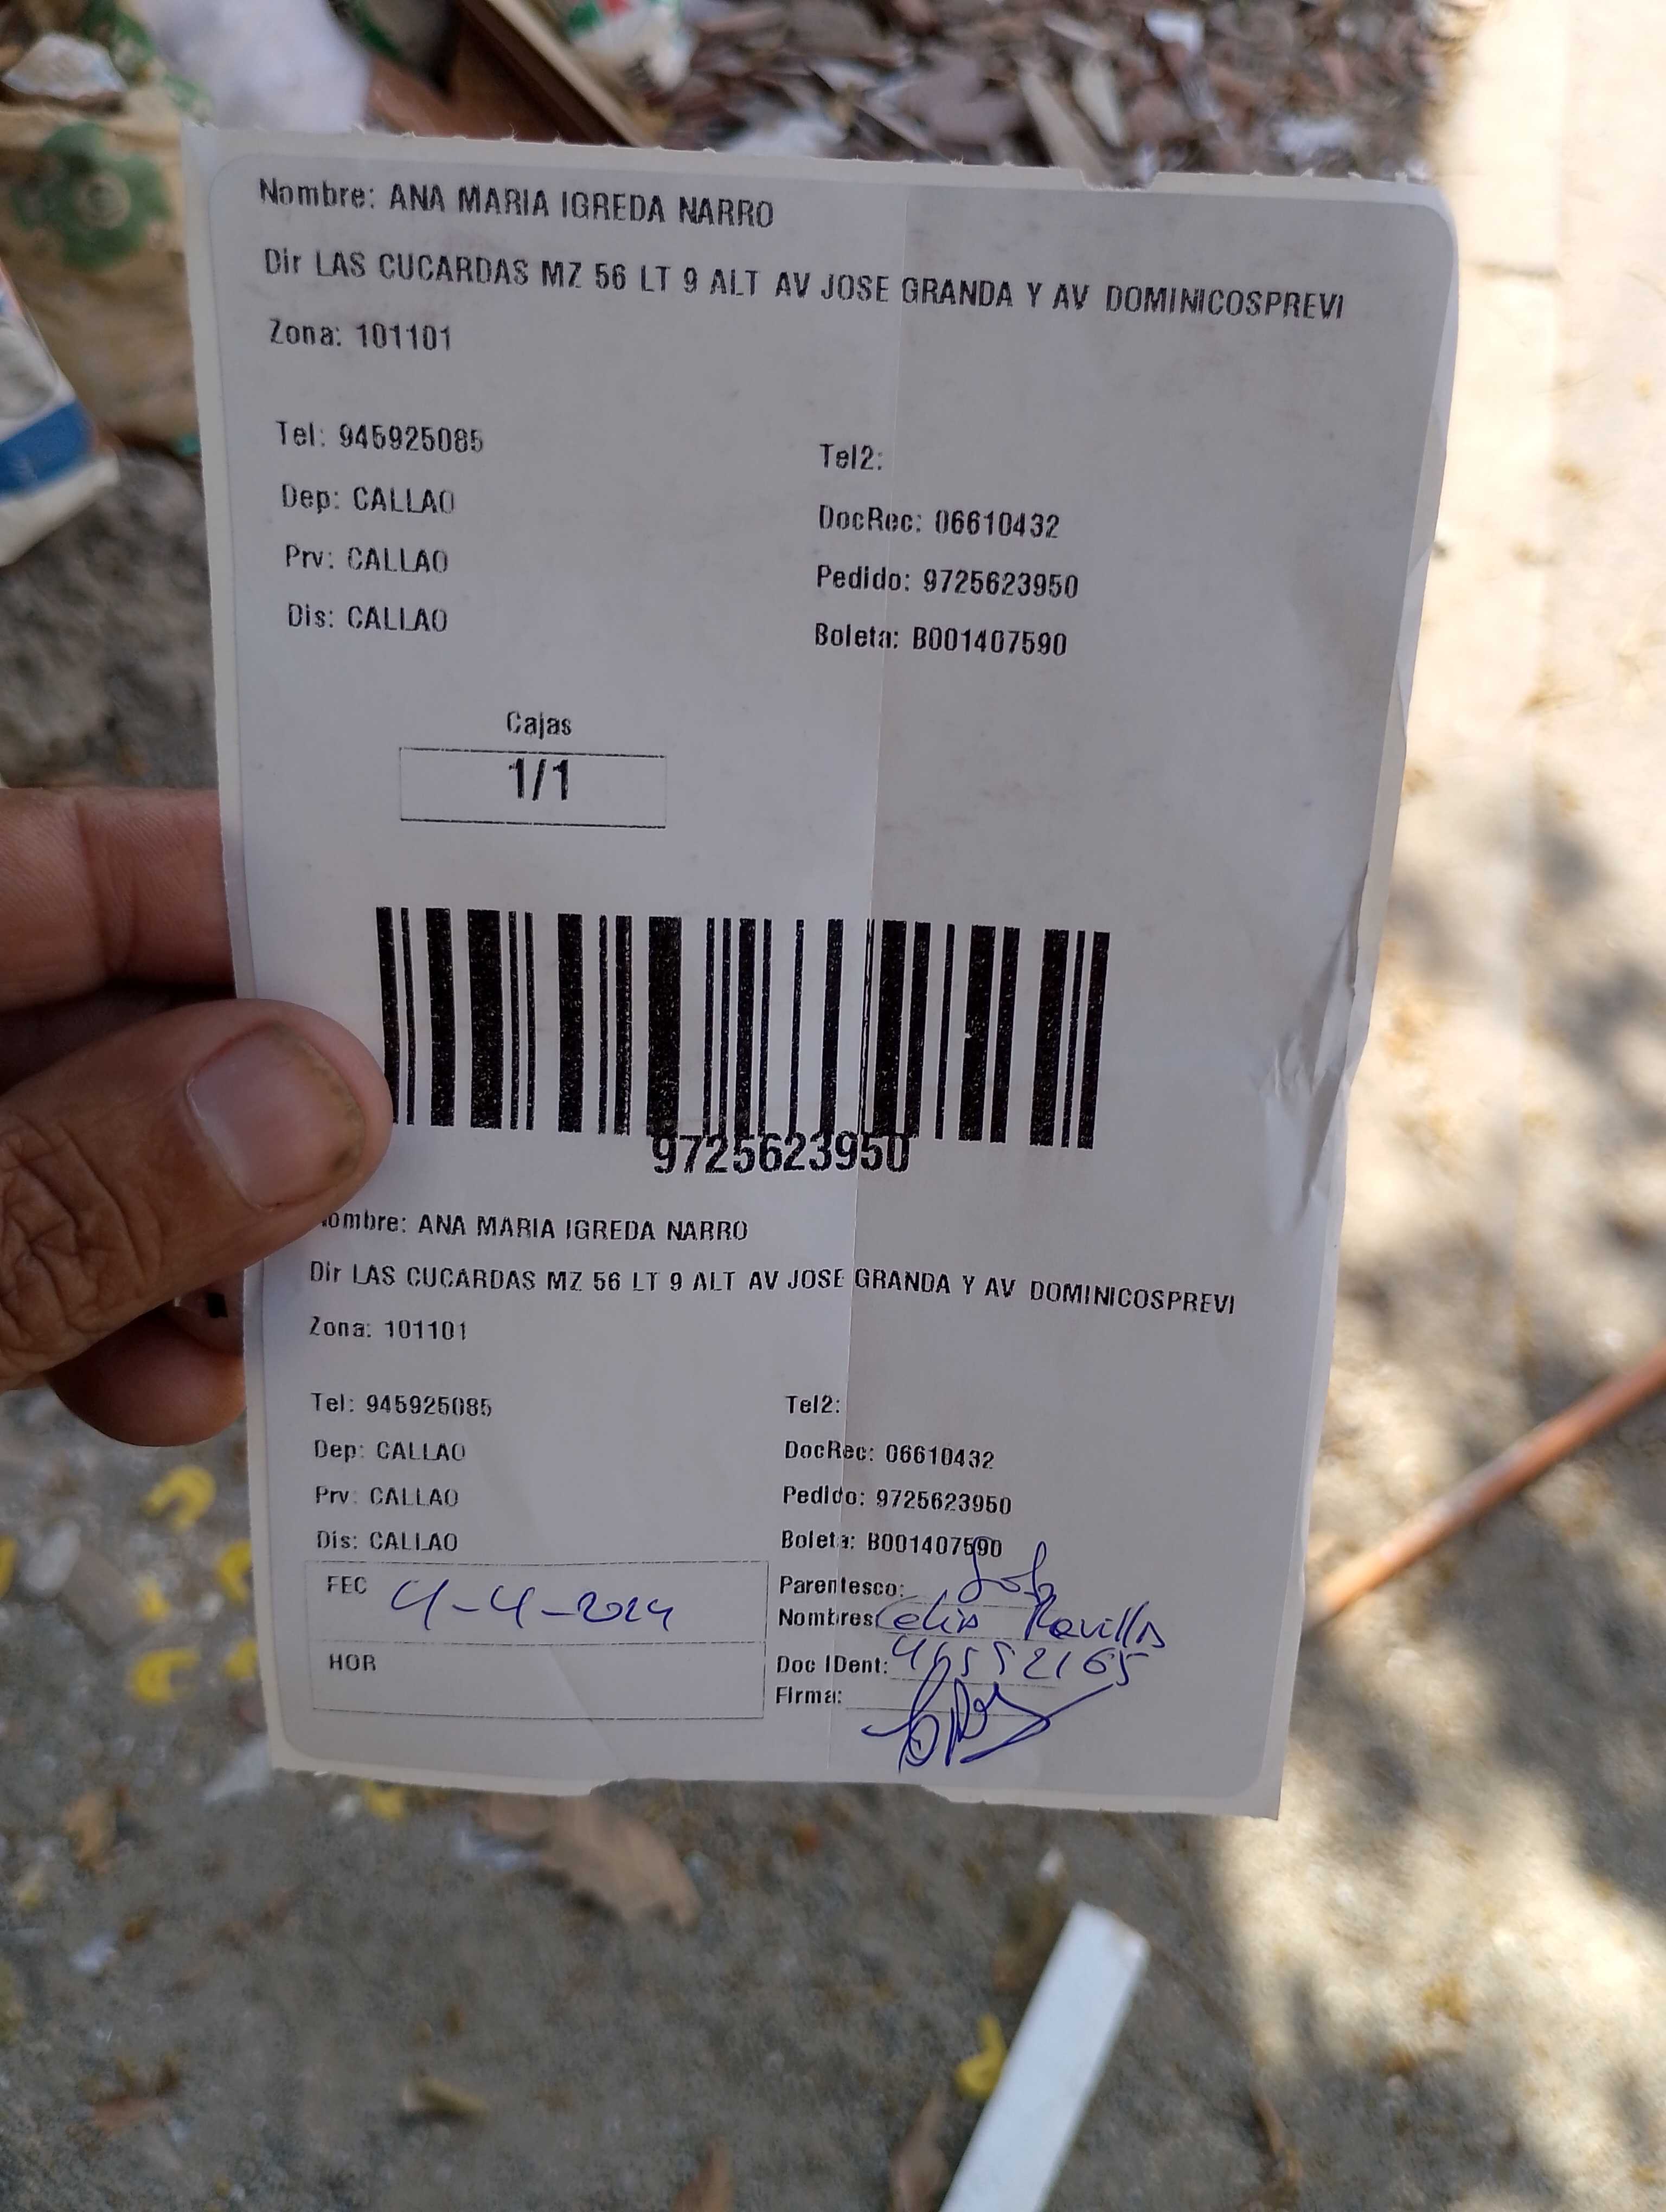 Nombre: ANA MARIA IGREDA NARRO
Dir LAS CUCARDAS MZ 56 LT 9 ALT AV JOSE GRANDA Y AV DOMINICOSPREVI
Zona: 101101
Tel: 945925085
Tel2:
Dep: CALLAO
DocRec: 06610432
Prv: CALLAO
Pedido: 9725623950
Dis: CALLAO
Boleta: B001407590
Cajas
1/1
9725623950
ombre: ANA MARIA IGREDA NARRO
Dir LAS CUCARDAS MZ 56 LT 9 ALT AV JOSE GRANDA Y AV DOMINICOSPREVI
Zona: 101101
Tel: 945925085
Tel2:
Dep: CALLAO
DocRec: 06610432
Prv: CALLAO
Pedido: 9725623950
Dis: CALLAO
Boleta: B001407590
FEC 4-4-2024
Parentesco:
Nombres Celia
HOR
Doc IDent: 46552165
Firma: